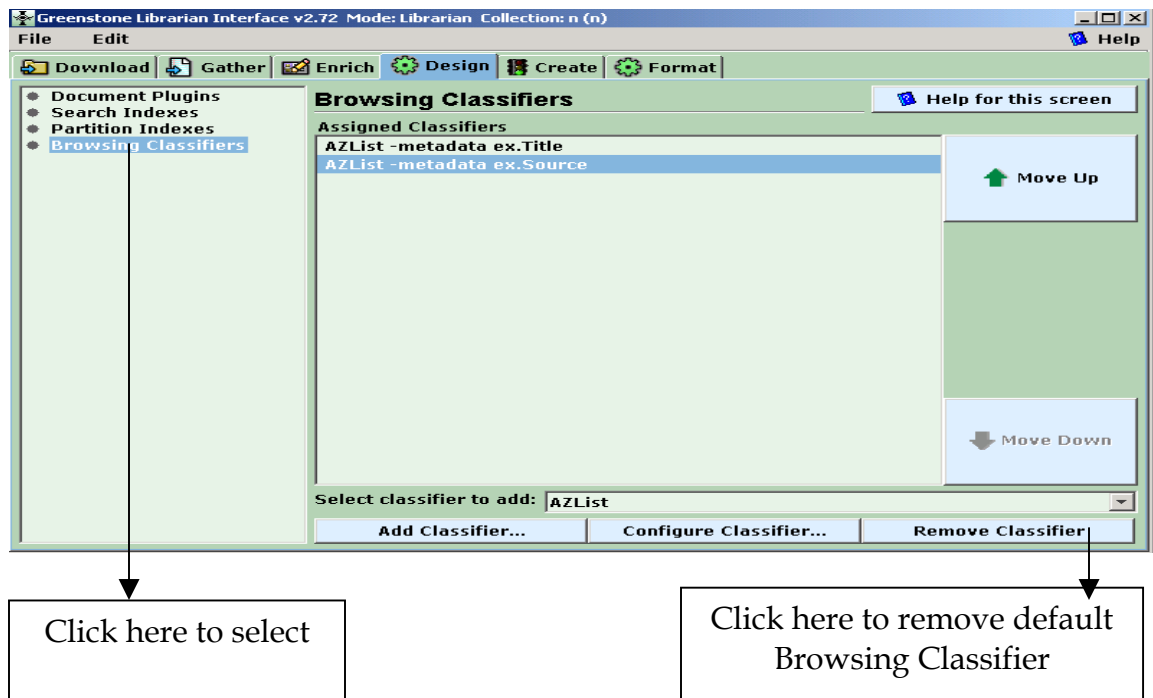 Greenstone Librarian Interface v2.72 Mode: Librarian Collection: n (n)
File Edit Help
Download Gather Enrich Design Create Format
Document Plugins
Search Indexes
Partition Indexes
Browsing Classifiers
Browsing Classifiers Help for this screen
Assigned Classifiers
AZList -metadata ex.Title
AZList -metadata ex.Source
Move Up
Move Down
Select classifier to add: AZList
Add Classifier... Configure Classifier... Remove Classifier
Click here to select
Click here to remove default
Browsing Classifier